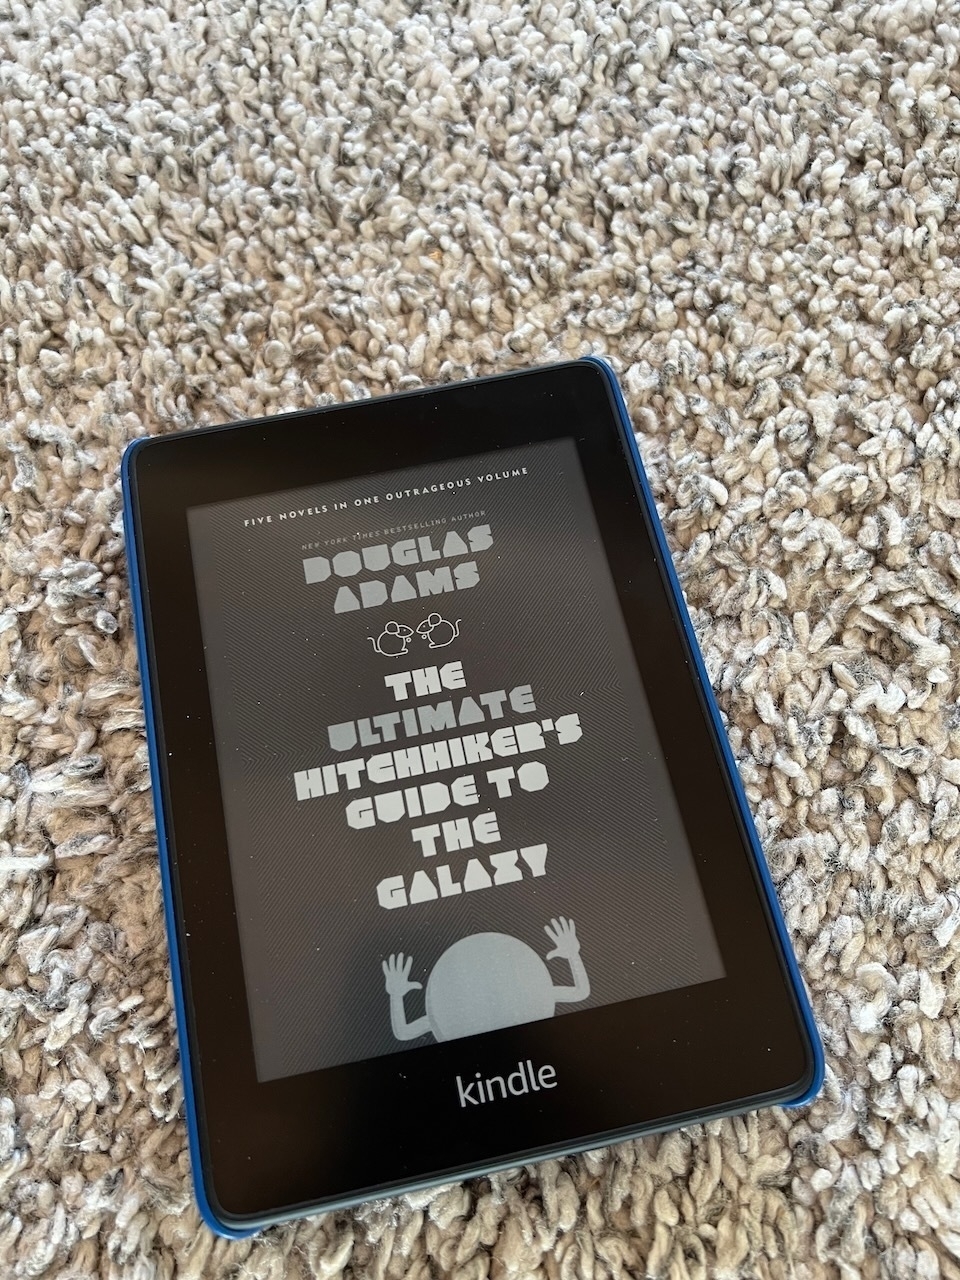 FIVE NOVELS IN ONE OUTRAGEOUS VOLUME
NEW YORK TIMES BESTSELLING AUTHOR
DOUGLAS
ADAMS
THE
ULTIMATE
HITCHHIKER'S
GUIDE TO
THE
GALAXY
kindle